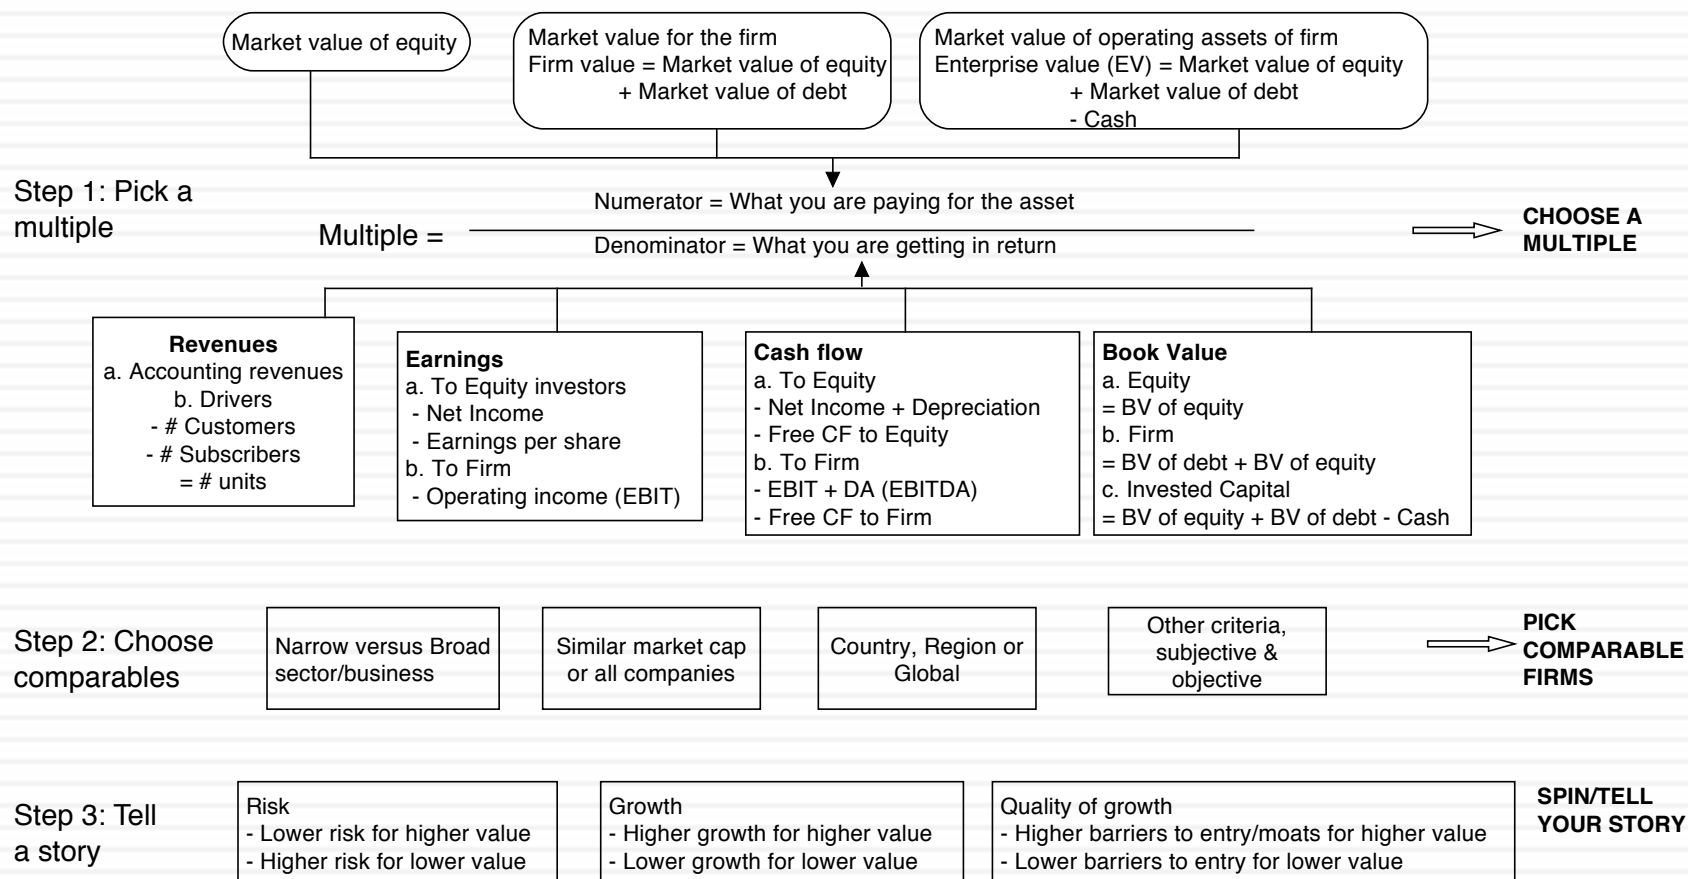 Market value of equity
Market value for the firm
Firm value = Market value of equity
+ Market value of debt
Market value of operating assets of firm
Enterprise value (EV) = Market value of equity
+ Market value of debt
- Cash
Step 1: Pick a
multiple
Multiple =
Numerator = What you are paying for the asset
Denominator = What you are getting in return
CHOOSE A
MULTIPLE
Revenues
a. Accounting revenues
b. Drivers
- # Customers
- # Subscribers
= # units
Earnings
a. To Equity investors
- Net Income
- Earnings per share
b. To Firm
- Operating income (EBIT)
Cash flow
a. To Equity
- Net Income + Depreciation
- Free CF to Equity
b. To Firm
- EBIT + DA (EBITDA)
- Free CF to Firm
Book Value
a. Equity
= BV of equity
b. Firm
= BV of debt + BV of equity
c. Invested Capital
= BV of equity + BV of debt - Cash
Step 2: Choose
comparables
Narrow versus Broad
sector/business
Similar market cap
or all companies
Country, Region or
Global
Other criteria,
subjective &
objective
PICK
COMPARABLE
FIRMS
Step 3: Tell
a story
Risk
- Lower risk for higher value
- Higher risk for lower value
Growth
- Higher growth for higher value
- Lower growth for lower value
Quality of growth
- Higher barriers to entry/moats for higher value
- Lower barriers to entry for lower value
SPIN/TELL
YOUR STORY